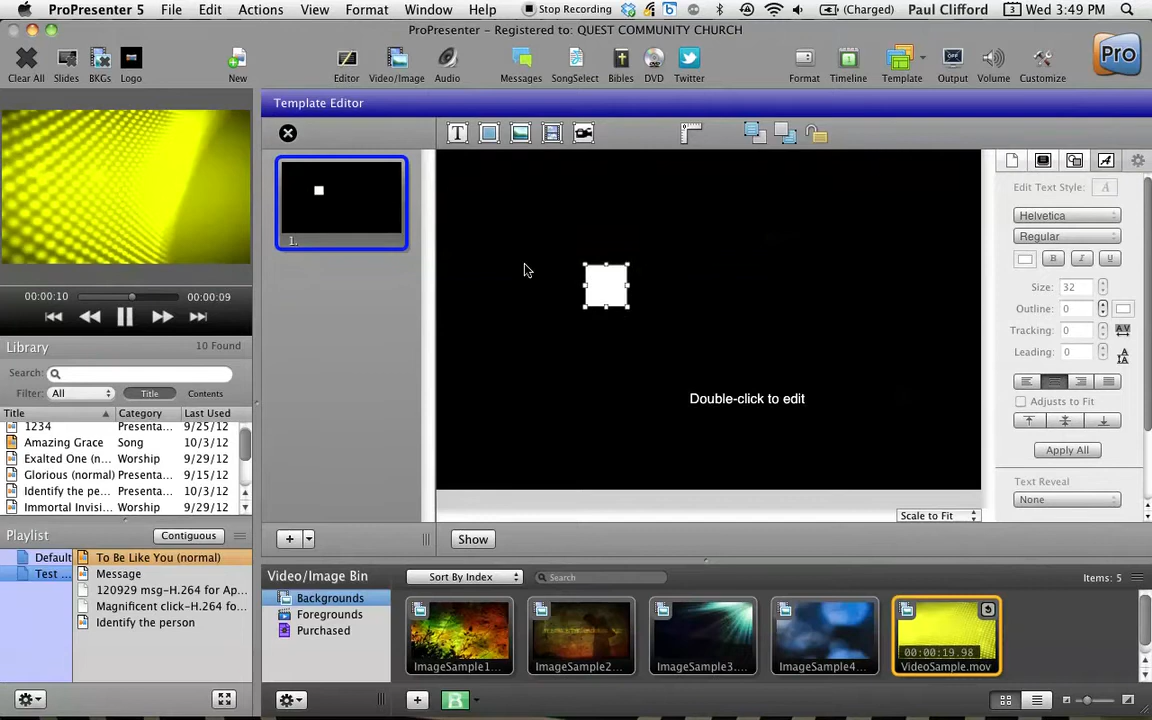 ProPresenter 5 File Edit Actions View Format Window Help Stop Recording (Charged) Paul Clifford 3 Wed 3:49 PM
ProPresenter - Registered to: QUEST COMMUNITY CHURCH
Clear All Slides BKGs Logo New Editor Video/Image Audio Messages SongSelect Bibles DVD Twitter Format Timeline Template Output Volume Customize Pro
Template Editor
T
1.
Double-click to edit
Scale to Fit
Show
Edit Text Style: A
Helvetica
Regular
B I U
Size: 32
Outline: 0
Tracking: 0 AV
Leading: 0 A A
Adjusts to Fit
Apply All
Text Reveal
None
00:00:10 00:00:09
Library 10 Found
Search:
Filter: All Title Contents
Title Category Last Used
1234 Presenta... 9/25/12
Amazing Grace Song 10/3/12
Exalted One (n... Worship 9/29/12
Glorious (normal) Presenta... 9/15/12
Identify the pe... Presenta... 10/3/12
Immortal Invisi... Worship 9/29/12
Playlist Contiguous
Default To Be Like You (normal)
Test ... Message
120929 msg-H.264 for Ap...
Magnificent click-H.264 fo...
Identify the person
Video/Image Bin Sort By Index Search Items: 5
Backgrounds
Foregrounds
Purchased
ImageSample1... ImageSample2... ImageSample3.... ImageSample4... 00:00:19.98
VideoSample.mov